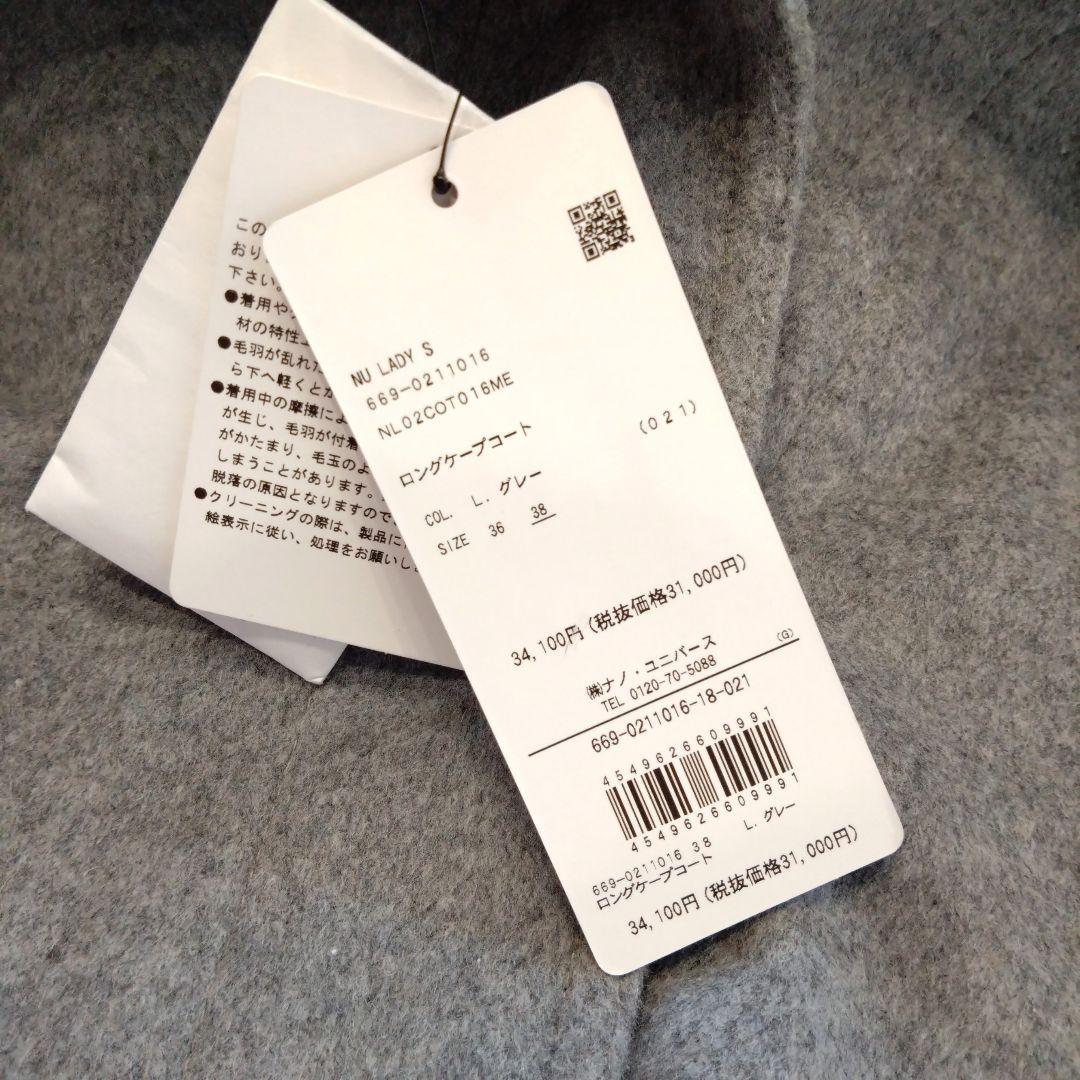 NU LADY S
669-0211016
NL02COT016ME
ロングケープコート
(021)
COL. L. グレー
SIZE 36 38
34,100円(税抜価格31,000円)
㈱ナノ・ユニバース
TEL 0120-70-5088
(G)
669-0211016-18-021
4549626609991
4549626609991
669-0211016 38 L. グレー
ロングケープコート
34,100円(税抜価格31,000円)
この
おり
下さい。
●着用や
材の特性
●毛羽が乱れた
ら下へ軽くとか
●着用中の摩擦によ
が生じ、毛羽が付着
がかたまり、毛玉のよ
しまうことがあります。
脱落の原因となりますので
●クリーニングの際は、製品に
絵表示に従い、処理をお願いし